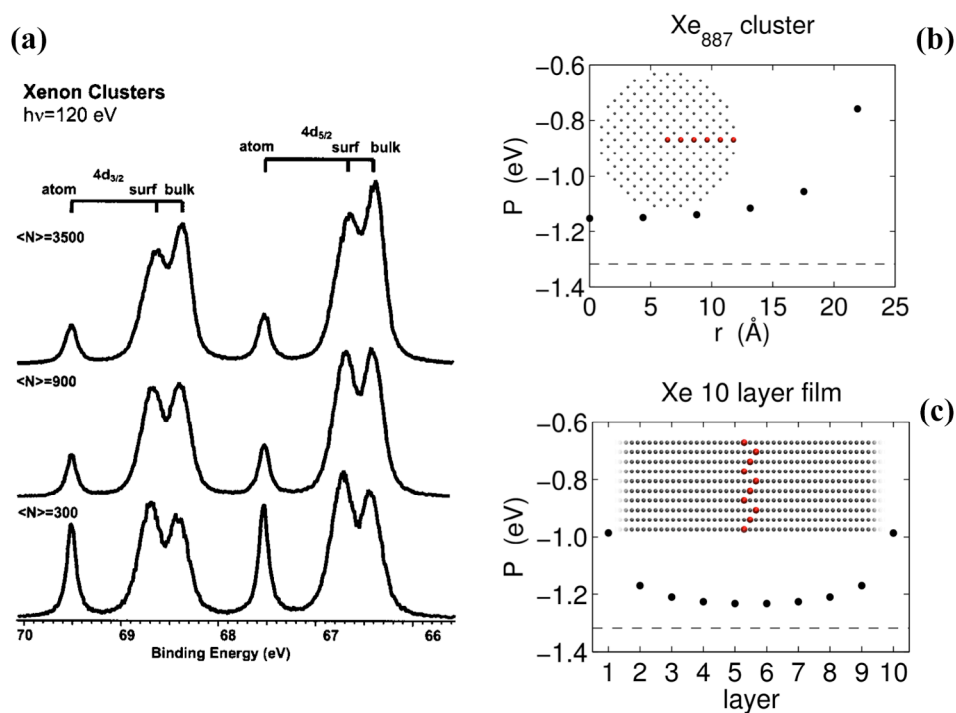 (a)
Xenon Clusters
hν=120 eV
4d5/2
atom surf bulk
4d3/2
atom surf bulk
<N>=3500
<N>=900
<N>=300
70 69 68 67 66
Binding Energy (eV)
Xe887 cluster
(b)
−0.6
−0.8
−1.0
−1.2
−1.4
P (eV)
0 5 10 15 20 25
r (Å)
Xe 10 layer film
(c)
−0.6
−0.8
−1.0
−1.2
−1.4
P (eV)
1 2 3 4 5 6 7 8 9 10
layer